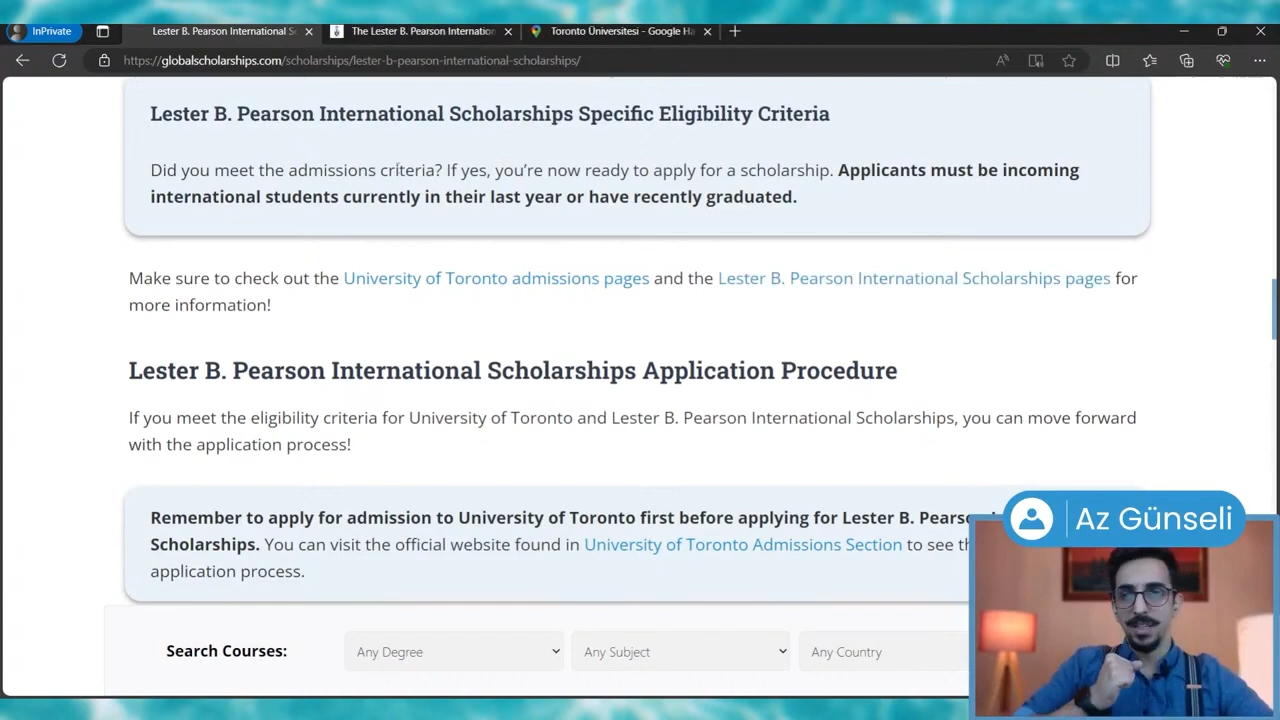 InPrivate
Lester B. Pearson International S
The Lester B. Pearson Internation
Toronto Üniversitesi - Google Ha
https://globalscholarships.com/scholarships/lester-b-pearson-international-scholarships/
Lester B. Pearson International Scholarships Specific Eligibility Criteria
Did you meet the admissions criteria? If yes, you’re now ready to apply for a scholarship. Applicants must be incoming
international students currently in their last year or have recently graduated.
Make sure to check out the University of Toronto admissions pages and the Lester B. Pearson International Scholarships pages for
more information!
Lester B. Pearson International Scholarships Application Procedure
If you meet the eligibility criteria for University of Toronto and Lester B. Pearson International Scholarships, you can move forward
with the application process!
Remember to apply for admission to University of Toronto first before applying for Lester B.
Scholarships. You can visit the official website found in University of Toronto Admissions Section to see
application process.
Az Günseli
Search Courses:
Any Degree
Any Subject
Any Country